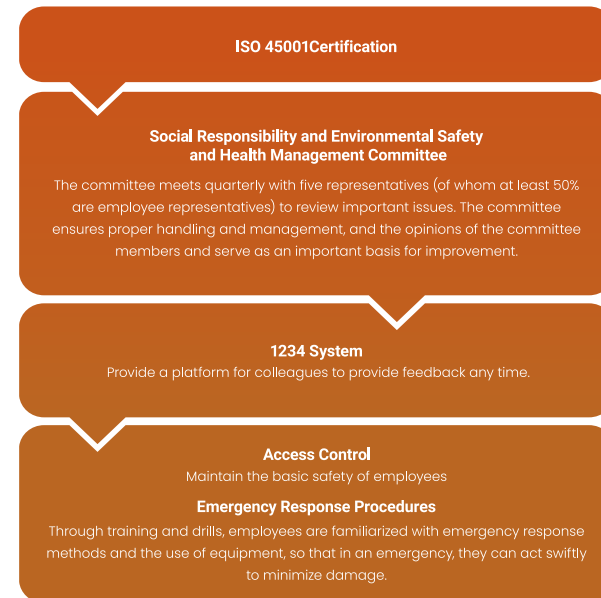 ISO 45001Certification
Social Responsibility and Environmental Safety
and Health Management Committee
The committee meets quarterly with five representatives (of whom at least 50%
are employee representatives) to review important issues. The committee
ensures proper handling and management, and the opinions of the committee
members and serve as an important basis for improvement.
1234 System
Provide a platform for colleagues to provide feedback any time.
Access Control
Maintain the basic safety of employees
Emergency Response Procedures
Through training and drills, employees are familiarized with emergency response
methods and the use of equipment, so that in an emergency, they can act swiftly
to minimize damage.